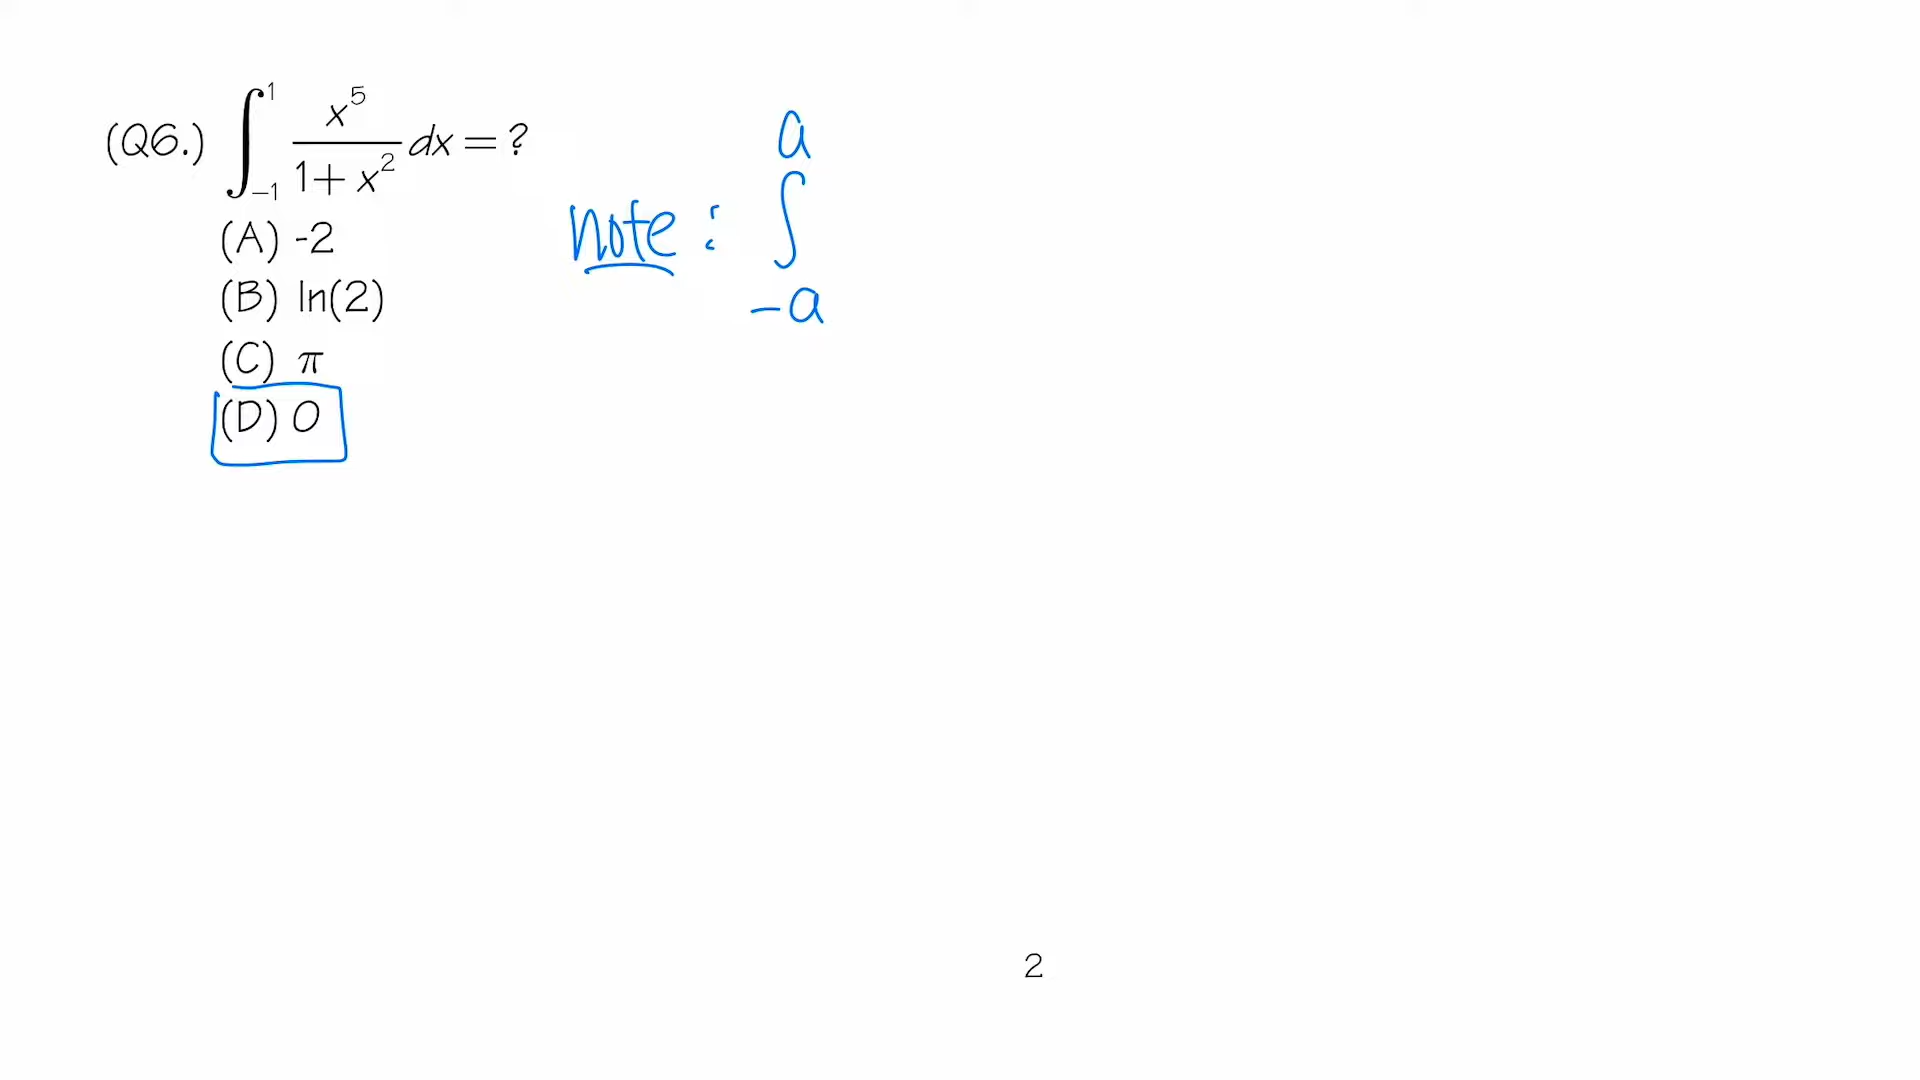 (Q6.) ∫_{-1}^{1} x^5/(1+x^2) dx = ?
(A) -2
(B) ln(2)
(C) π
(D) 0
note : ∫_{-a}^{a}
2